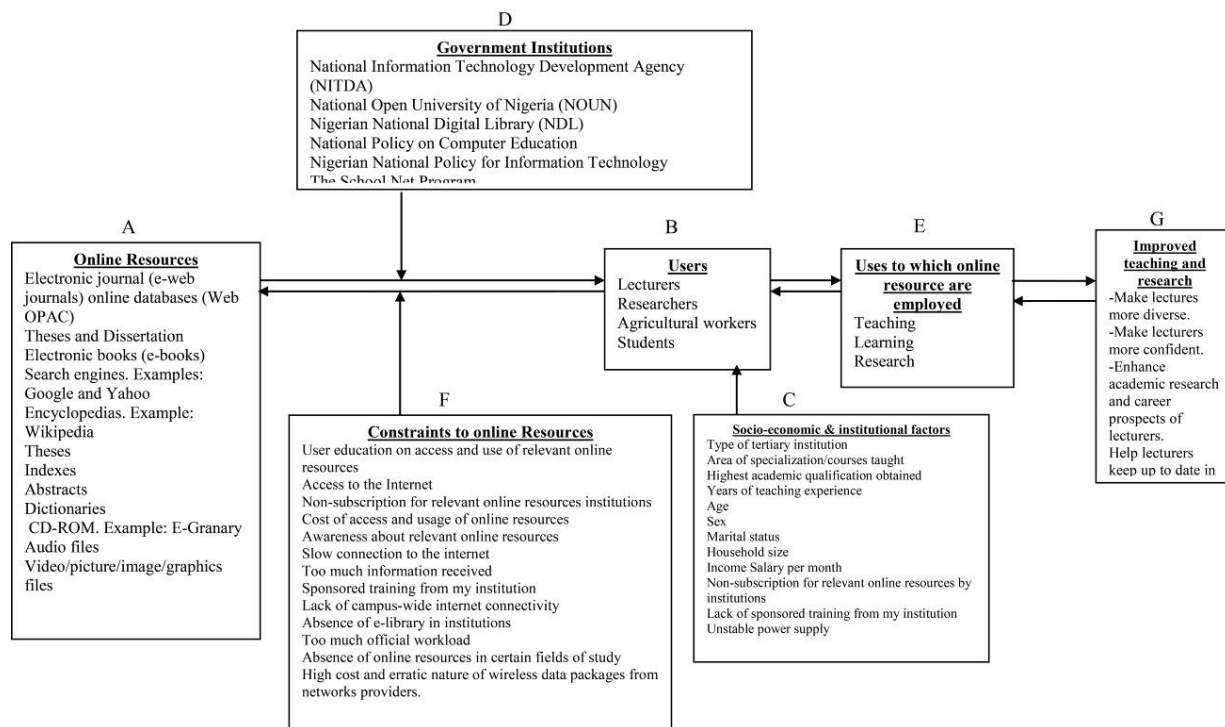 D
Government Institutions
National Information Technology Development Agency
(NITDA)
National Open University of Nigeria (NOUN)
Nigerian National Digital Library (NDL)
National Policy on Computer Education
Nigerian National Policy for Information Technology
The School Net Program
A
Online Resources
Electronic journal (e-web
journals) online databases (Web
OPAC)
Theses and Dissertation
Electronic books (e-books)
Search engines. Examples:
Google and Yahoo
Encyclopedias. Example:
Wikipedia
Theses
Indexes
Abstracts
Dictionaries
CD-ROM. Example: E-Granary
Audio files
Video/picture/image/graphics
files
B
Users
Lecturers
Researchers
Agricultural workers
Students
E
Uses to which online
resource are
employed
Teaching
Learning
Research
G
Improved
teaching and
research
-Make lectures
more diverse.
-Make lecturers
more confident.
-Enhance
academic research
and career
prospects of
lecturers.
Help lecturers
keep up to date in
F
Constraints to online Resources
User education on access and use of relevant online
resources
Access to the Internet
Non-subscription for relevant online resources institutions
Cost of access and usage of online resources
Awareness about relevant online resources
Slow connection to the internet
Too much information received
Sponsored training from my institution
Lack of campus-wide internet connectivity
Absence of e-library in institutions
Too much official workload
Absence of online resources in certain fields of study
High cost and erratic nature of wireless data packages from
networks providers.
C
Socio-economic & institutional factors
Type of tertiary institution
Area of specialization/courses taught
Highest academic qualification obtained
Years of teaching experience
Age
Sex
Marital status
Household size
Income Salary per month
Non-subscription for relevant online resources by
institutions
Lack of sponsored training from my institution
Unstable power supply